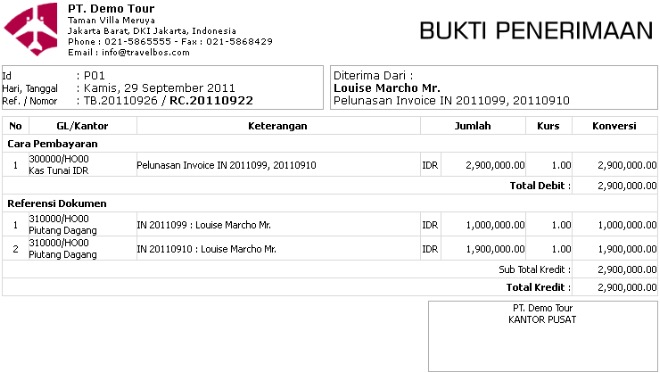 PT. Demo Tour
Taman Villa Meruya
Jakarta Barat, DKI Jakarta, Indonesia
Phone : 021-5865555 - Fax : 021-5868429
Email : info@travelbos.com
BUKTI PENERIMAAN
Id : P01
Hari, Tanggal : Kamis, 29 September 2011
Ref. / Nomor : TB.20110926 / RC.20110922
Diterima Dari :
Louise Marcho Mr.
Pelunasan Invoice IN 2011099, 20110910
No GL/Kantor Keterangan Jumlah Kurs Konversi
Cara Pembayaran
1 300000/HO00 Pelunasan Invoice IN 2011099, 20110910 IDR 2,900,000.00 1.00 2,900,000.00
Kas Tunai IDR
Total Debit : 2,900,000.00
Referensi Dokumen
1 310000/HO00 IN 2011099 : Louise Marcho Mr. IDR 1,000,000.00 1.00 1,000,000.00
Piutang Dagang
2 310000/HO00 IN 20110910 : Louise Marcho Mr. IDR 1,900,000.00 1.00 1,900,000.00
Piutang Dagang
Sub Total Kredit : 2,900,000.00
Total Kredit : 2,900,000.00
PT. Demo Tour
KANTOR PUSAT